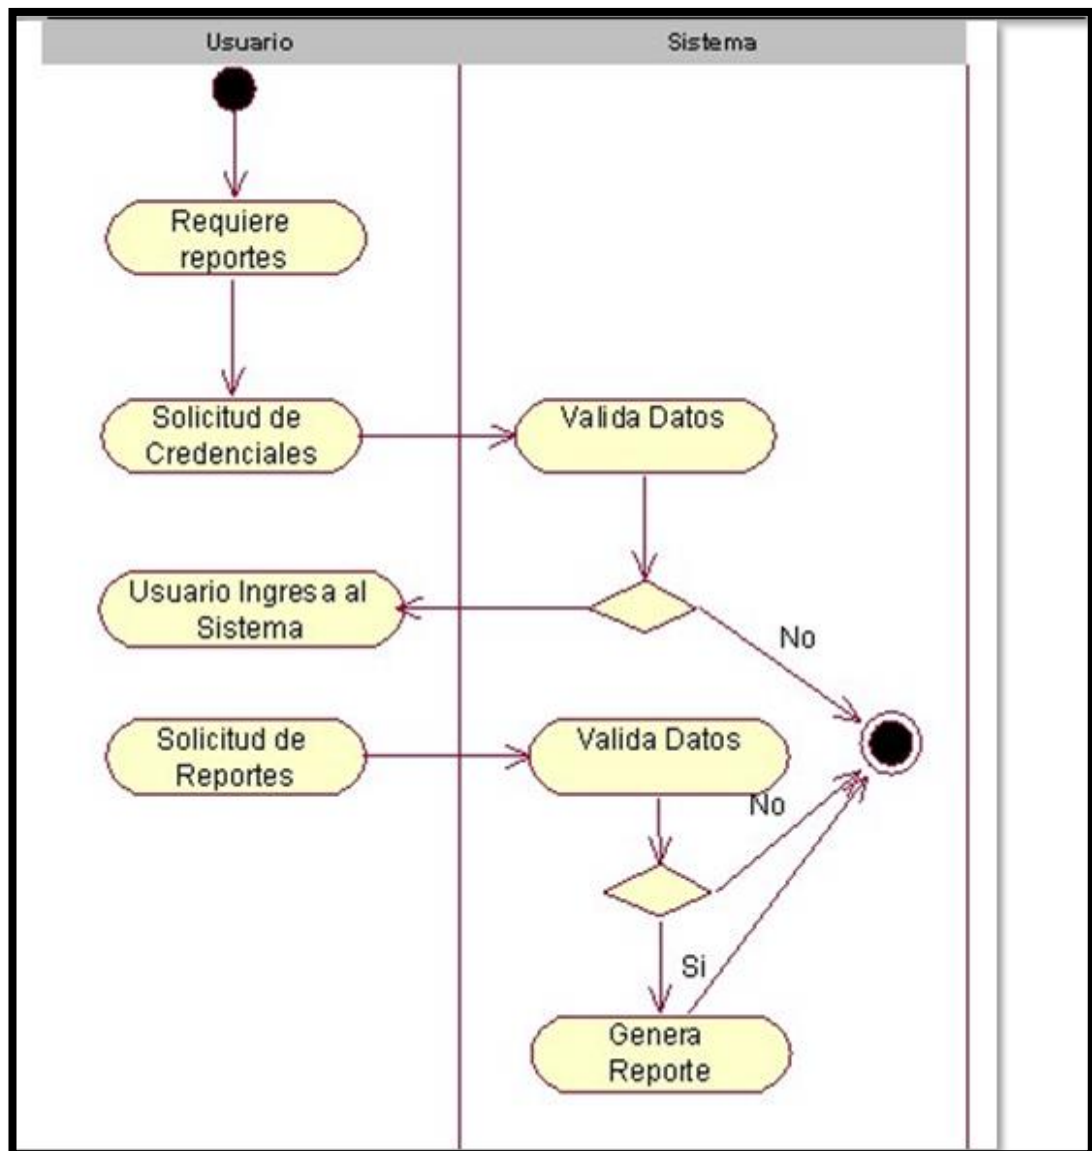 Usuario
Sistema
Requiere
reportes
Solicitud de
Credenciales
Valida Datos
Usuario Ingresa al
Sistema
No
Solicitud de
Reportes
Valida Datos
No
Si
Genera
Reporte